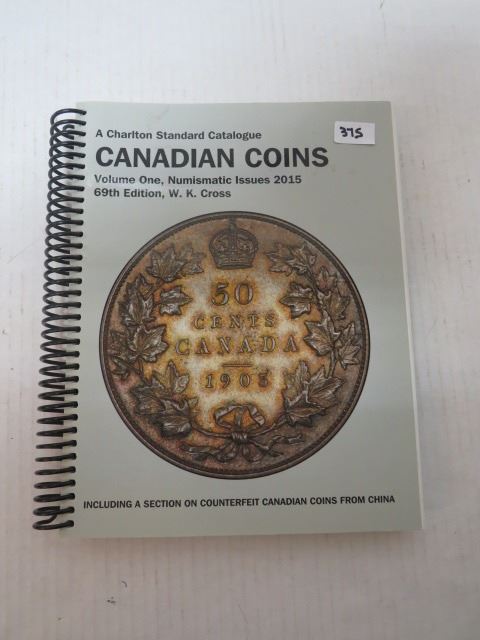 A Charlton Standard Catalogue
375
CANADIAN COINS
Volume One, Numismatic Issues 2015
69th Edition, W. K. Cross
50
CENTS
CANADA
1905
INCLUDING A SECTION ON COUNTERFEIT CANADIAN COINS FROM CHINA